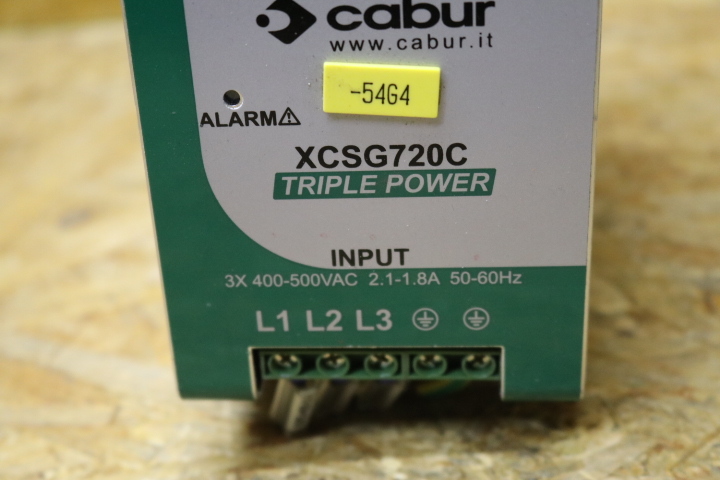 cabur
www.cabur.it
-54G4
ALARM
XCSG720C
TRIPLE POWER
INPUT
3X 400-500VAC 2.1-1.8A 50-60Hz
L1 L2 L3